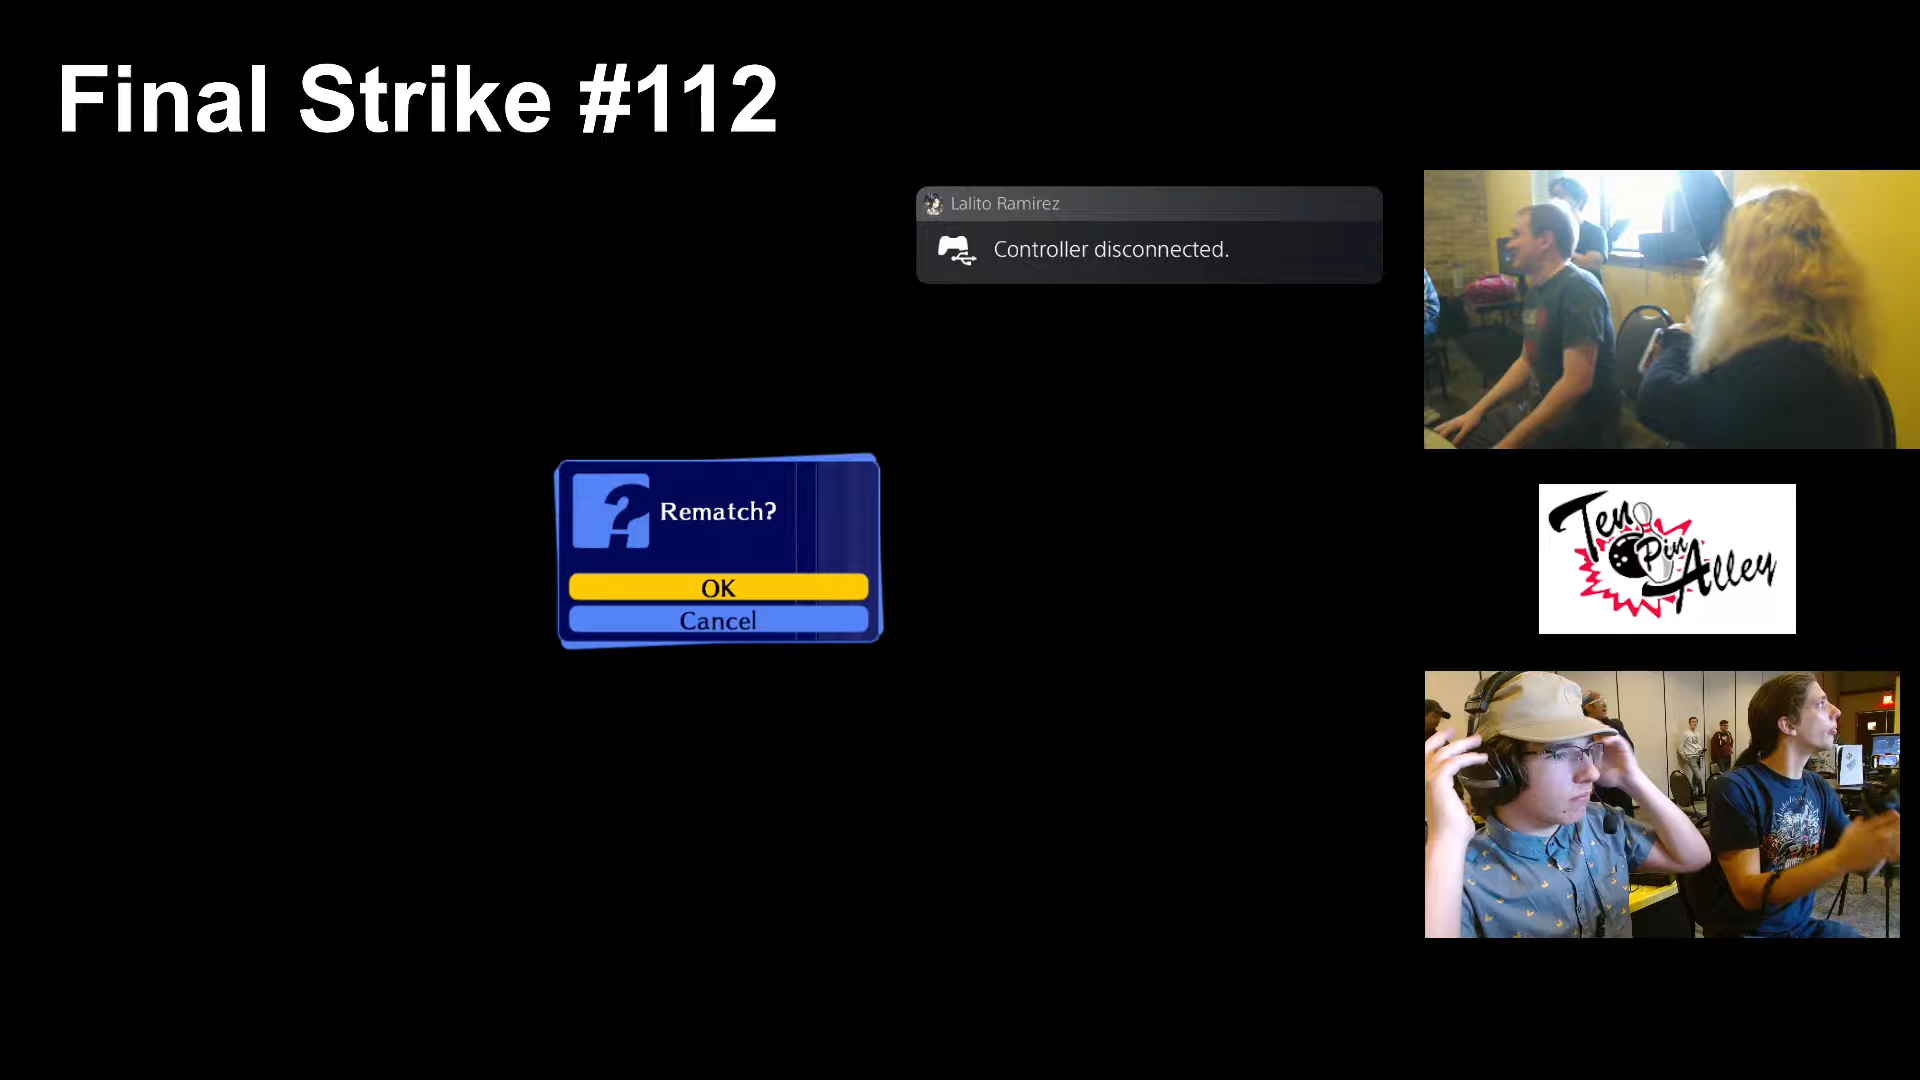 Final Strike #112
Lalito Ramirez
Controller disconnected.
Rematch?
OK
Cancel
Ten
Pin
Alley